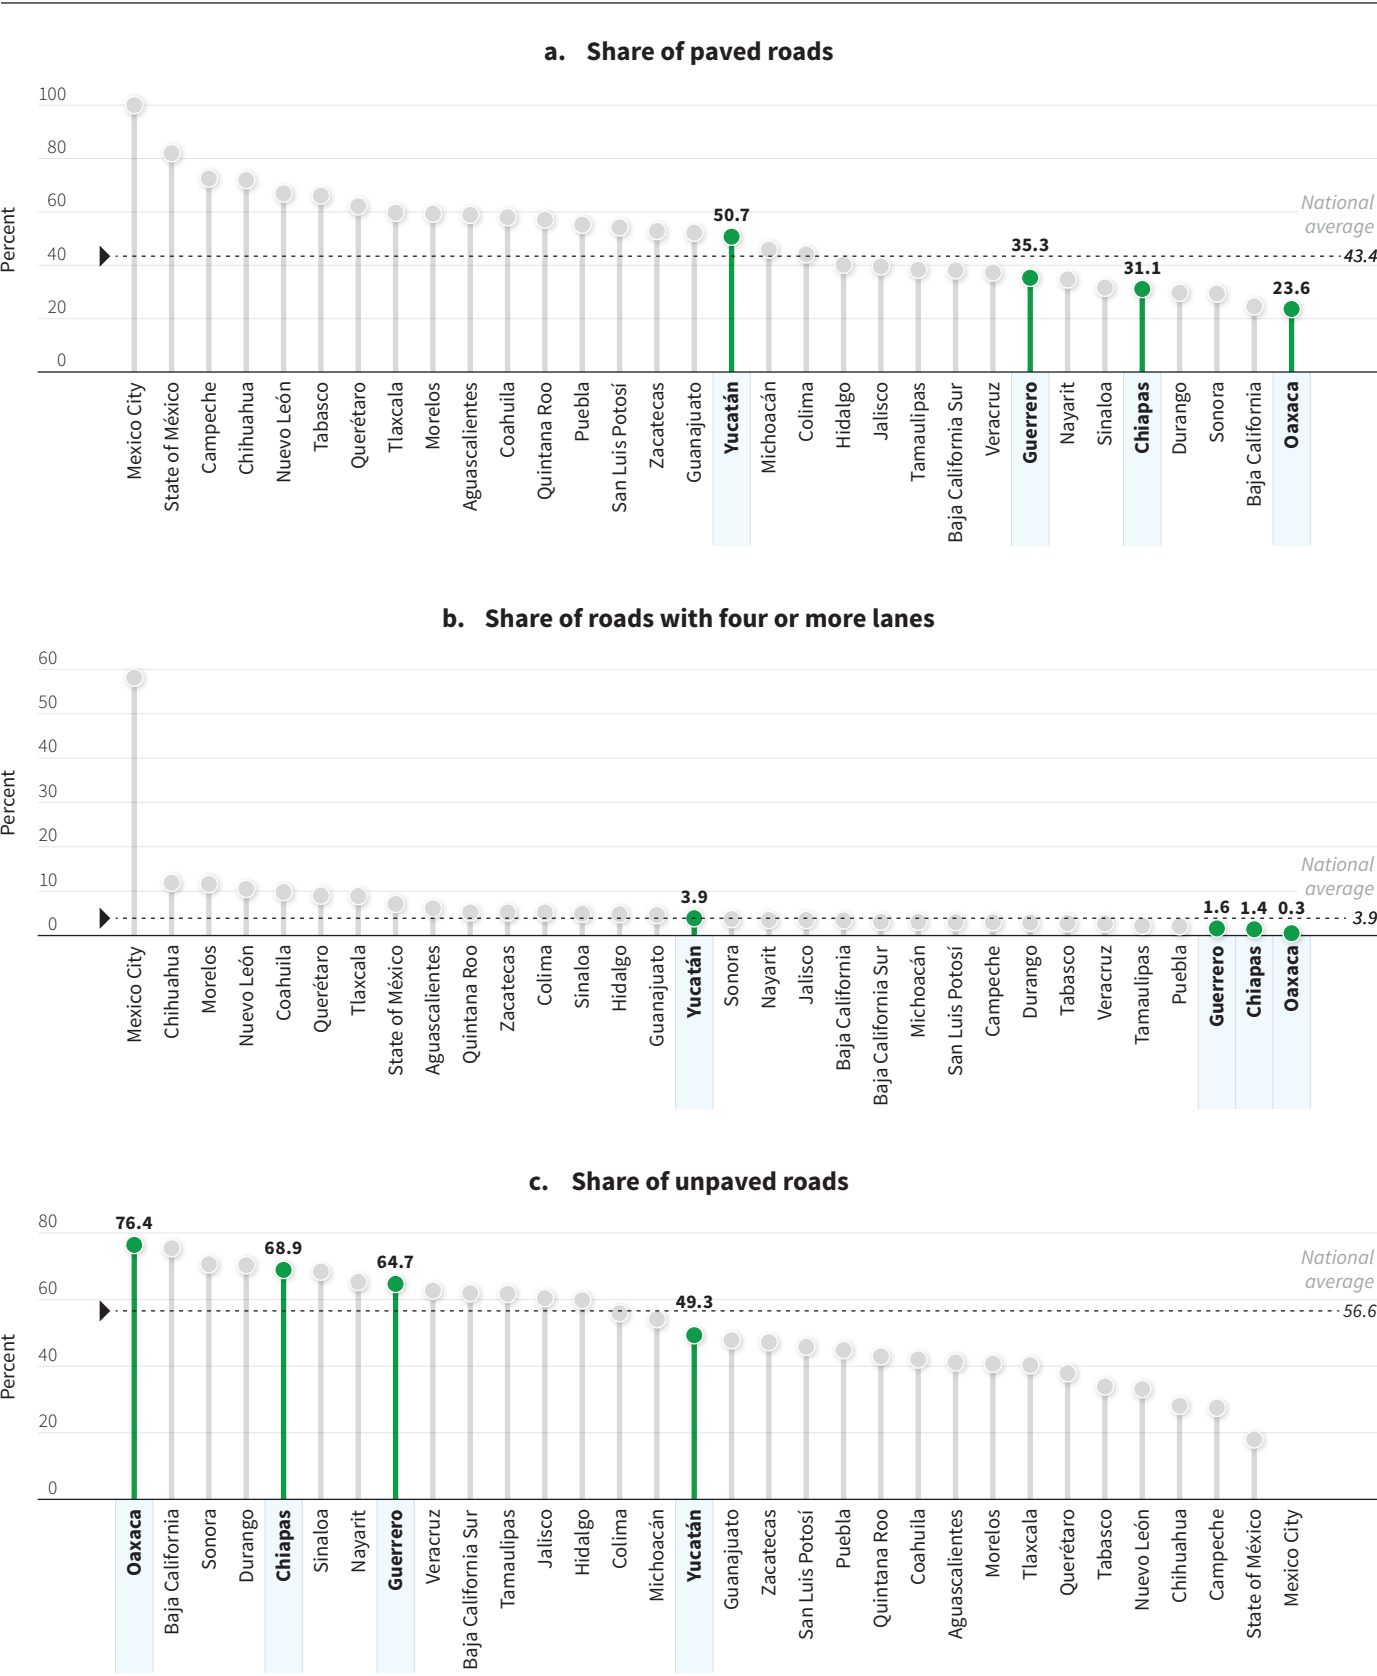 a. Share of paved roads
Percent
100
80
60
40
20
0
National
average
43.4
50.7
35.3
31.1
23.6
Mexico City
State of México
Campeche
Chihuahua
Nuevo León
Tabasco
Querétaro
Tlaxcala
Morelos
Aguascalientes
Coahuila
Quintana Roo
Puebla
San Luis Potosí
Zacatecas
Guanajuato
Yucatán
Michoacán
Colima
Hidalgo
Jalisco
Tamaulipas
Baja California Sur
Veracruz
Guerrero
Nayarit
Sinaloa
Chiapas
Durango
Sonora
Baja California
Oaxaca
b. Share of roads with four or more lanes
Percent
60
50
40
30
20
10
0
National
average
3.9
3.9
1.6
1.4
0.3
Mexico City
Chihuahua
Morelos
Nuevo León
Coahuila
Querétaro
Tlaxcala
State of México
Aguascalientes
Quintana Roo
Zacatecas
Colima
Sinaloa
Hidalgo
Guanajuato
Yucatán
Sonora
Nayarit
Jalisco
Baja California
Baja California Sur
Michoacán
San Luis Potosí
Campeche
Durango
Tabasco
Veracruz
Tamaulipas
Puebla
Guerrero
Chiapas
Oaxaca
c. Share of unpaved roads
Percent
80
60
40
20
0
National
average
56.6
76.4
68.9
64.7
49.3
Oaxaca
Baja California
Sonora
Durango
Chiapas
Sinaloa
Nayarit
Guerrero
Veracruz
Baja California Sur
Tamaulipas
Jalisco
Hidalgo
Colima
Michoacán
Yucatán
Guanajuato
Zacatecas
San Luis Potosí
Puebla
Quintana Roo
Coahuila
Aguascalientes
Morelos
Tlaxcala
Querétaro
Tabasco
Nuevo León
Chihuahua
Campeche
State of México
Mexico City